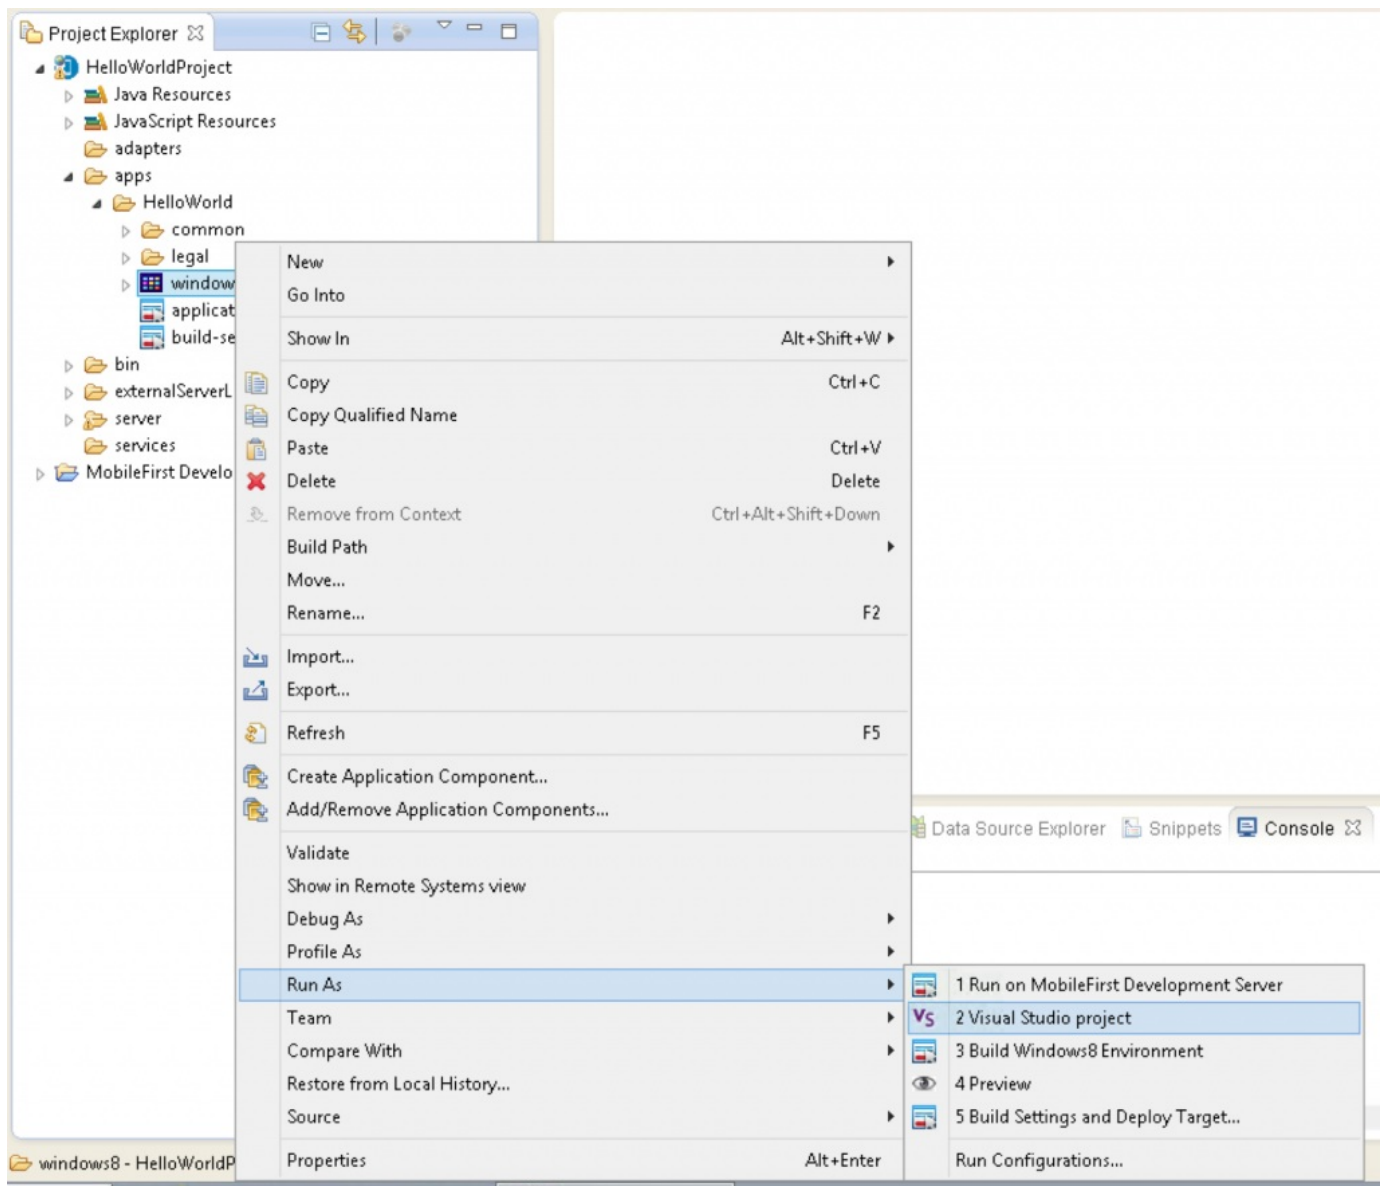 Project Explorer
HelloWorldProject
Java Resources
JavaScript Resources
adapters
apps
HelloWorld
common
legal
window
applicat
build-se
bin
externalServerL
server
services
MobileFirst Develo
New
Go Into
Show In Alt+Shift+W
Copy Ctrl+C
Copy Qualified Name
Paste Ctrl+V
Delete Delete
Remove from Context Ctrl+Alt+Shift+Down
Build Path
Move...
Rename... F2
Import...
Export...
Refresh F5
Create Application Component...
Add/Remove Application Components...
Validate
Show in Remote Systems view
Debug As
Profile As
Run As
Team
Compare With
Restore from Local History...
Source
Properties Alt+Enter
Data Source Explorer Snippets Console
1 Run on MobileFirst Development Server
VS 2 Visual Studio project
3 Build Windows8 Environment
4 Preview
5 Build Settings and Deploy Target...
Run Configurations...
windows8 - HelloWorldP